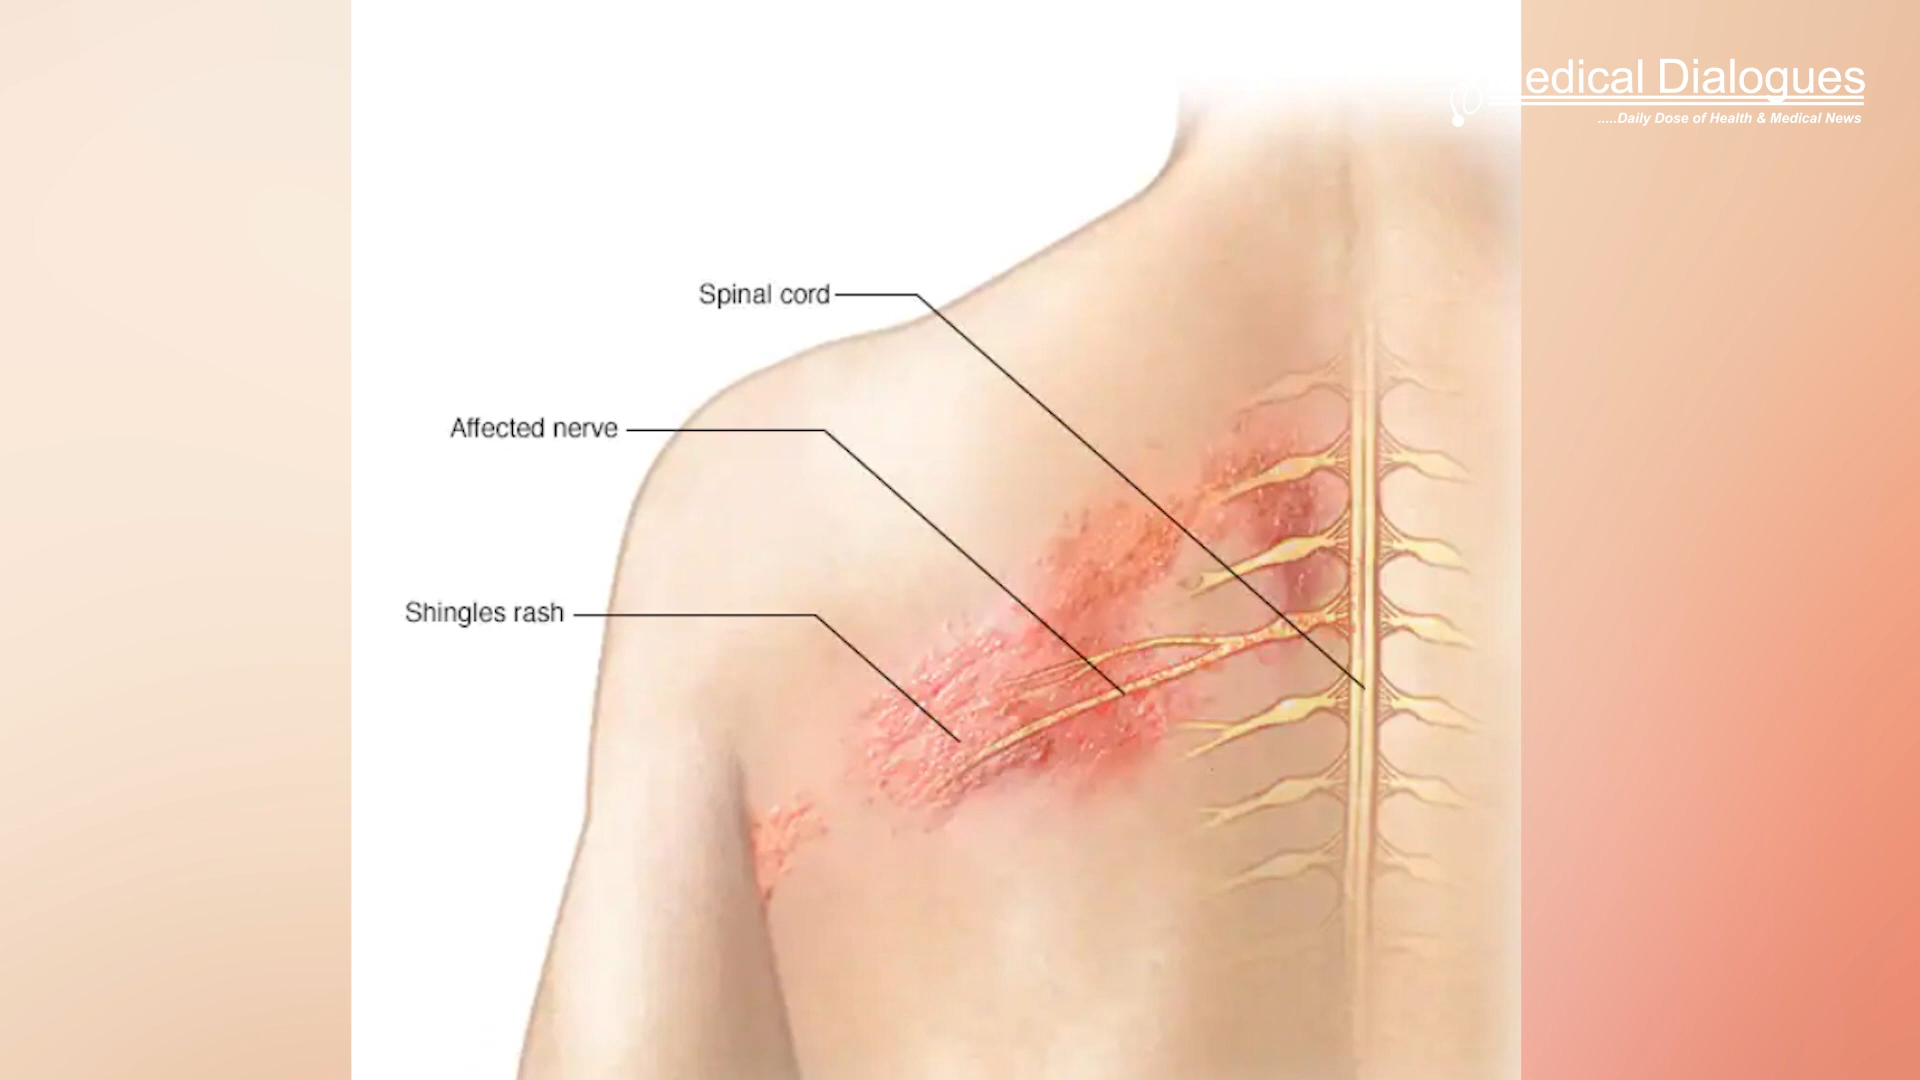 edical Dialogues
.....Daily Dose of Health & Medical News
Spinal cord
Affected nerve
Shingles rash